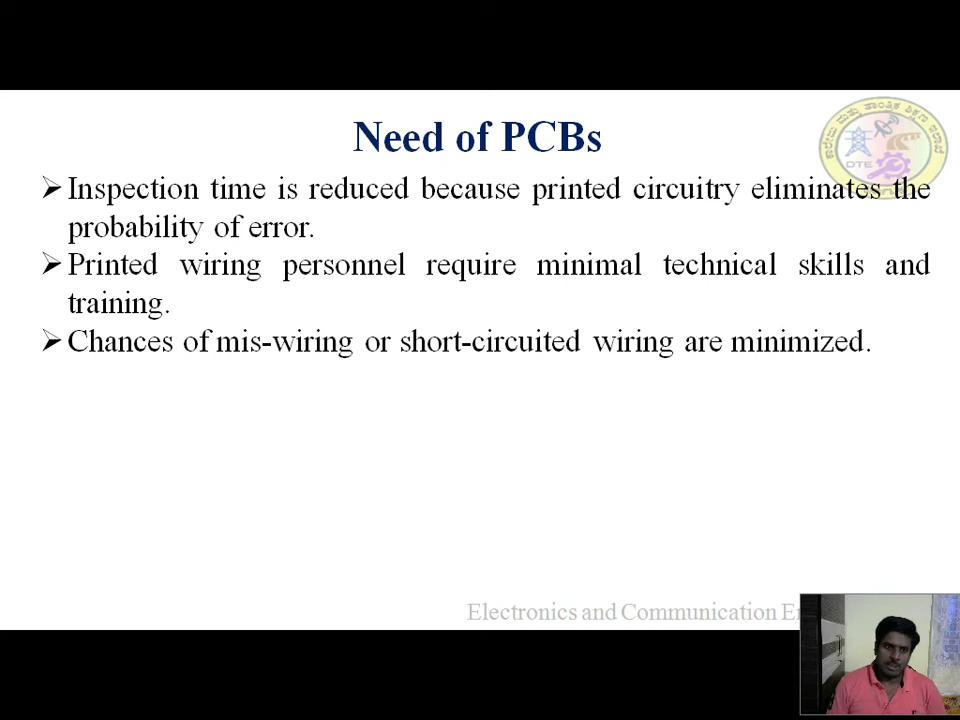 Need of PCBs
➢Inspection time is reduced because printed circuitry eliminates the
probability of error.
➢Printed wiring personnel require minimal technical skills and
training.
➢Chances of mis-wiring or short-circuited wiring are minimized.
DTE
Electronics and Communication